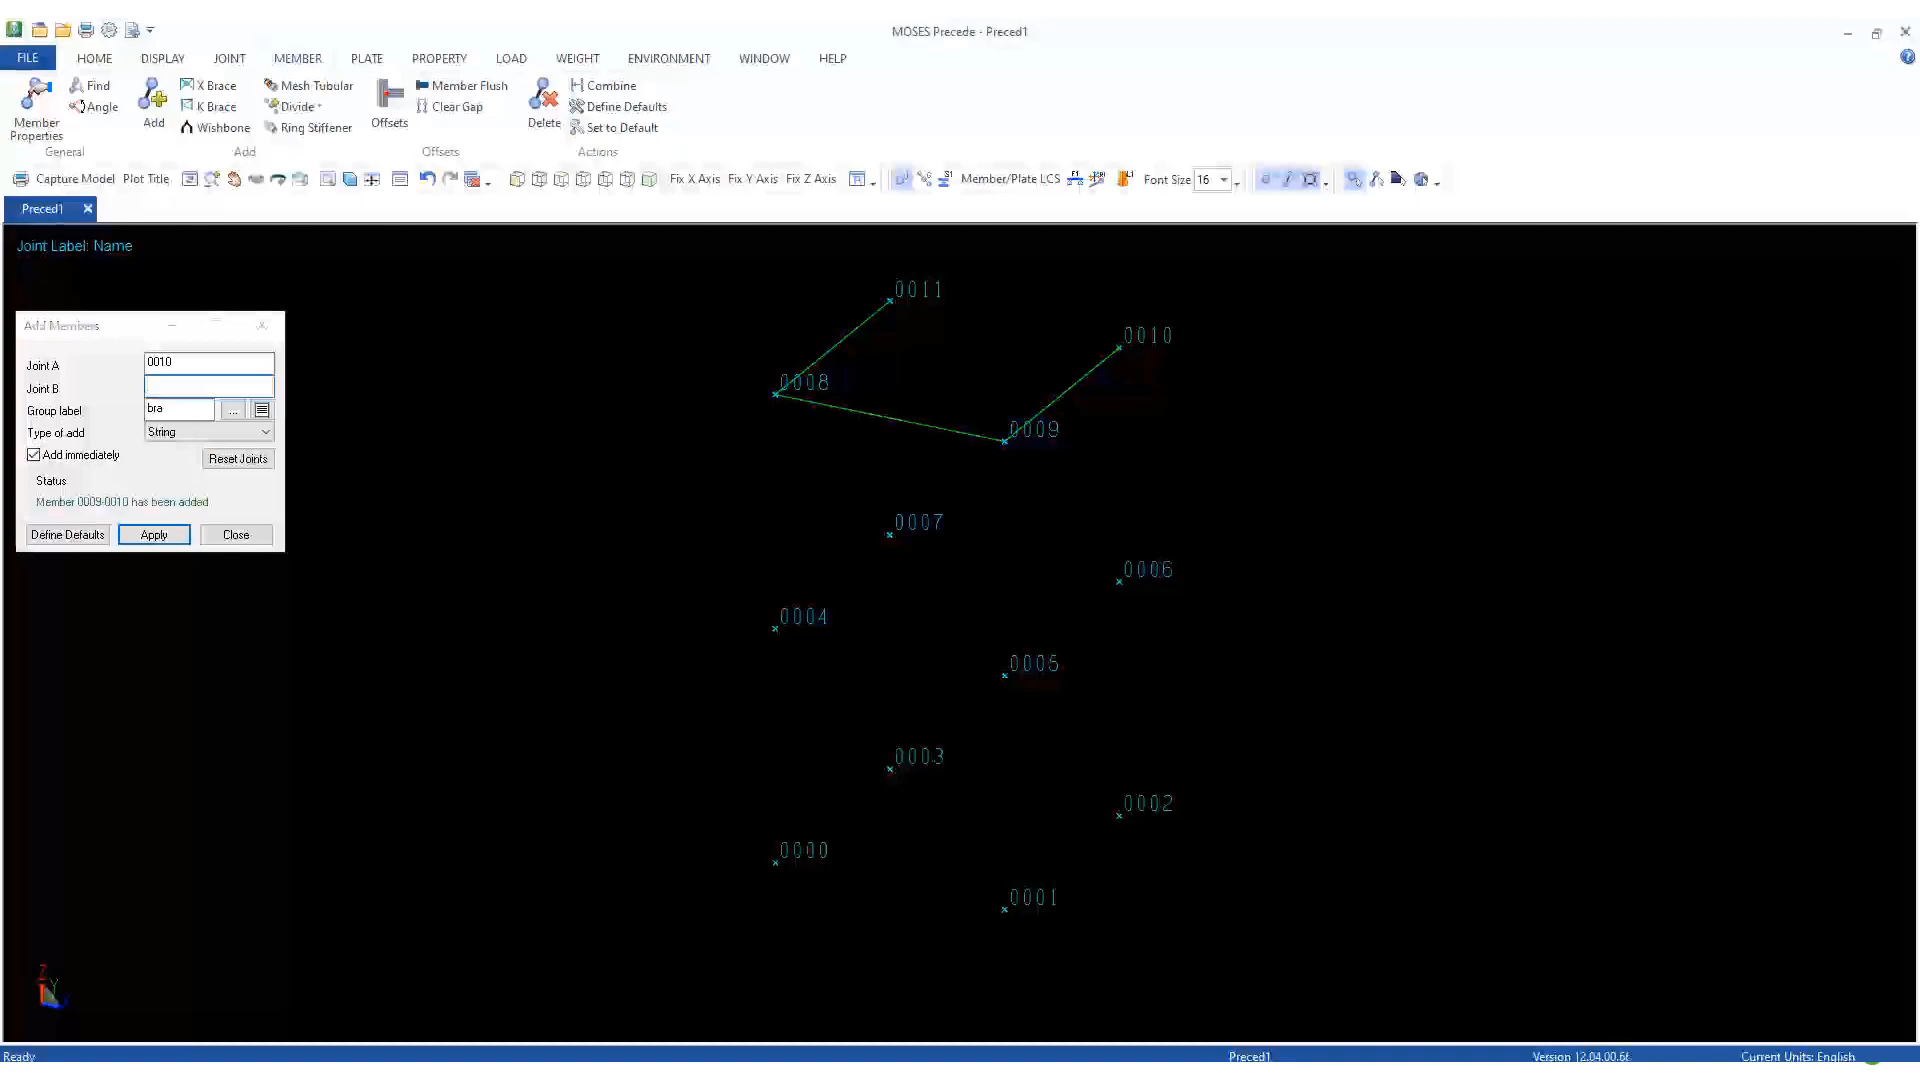 MOSES Precede - Preced1
FILE HOME DISPLAY JOINT MEMBER PLATE PROPERTY LOAD WEIGHT ENVIRONMENT WINDOW HELP
Member Properties
Find
Angle
General
Add
X Brace
K Brace
Wishbone
Mesh Tubular
Divide
Ring Stiffener
Add
Offsets
Member Flush
Clear Gap
Offsets
Delete
Combine
Define Defaults
Set to Default
Actions
Capture Model Plot Title Fix X Axis Fix Y Axis Fix Z Axis Member/Plate LCS Font Size 16
Preced1
Joint Label: Name
Add Members
Joint A 0010
Joint B
Group label bra ...
Type of add String
Add immediately Reset Joints
Status
Member 0009-0010 has been added
Define Defaults Apply Close
0011
0010
0008
0009
0007
0006
0004
0005
0003
0002
0000
0001
Z
Y
Ready Preced1 Version 12.04.00.66 Current Units: English